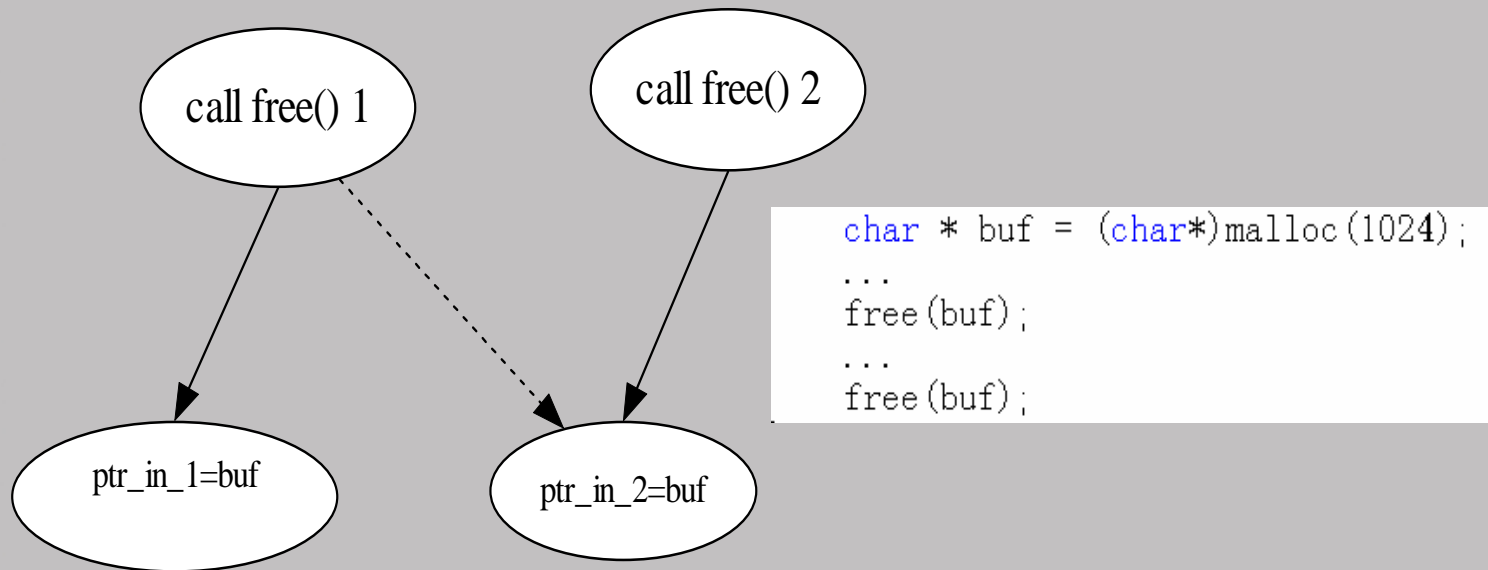 call free() 1
call free() 2
ptr_in_1=buf
ptr_in_2=buf
char * buf = (char*)malloc(1024);
...
free(buf);
...
free(buf);